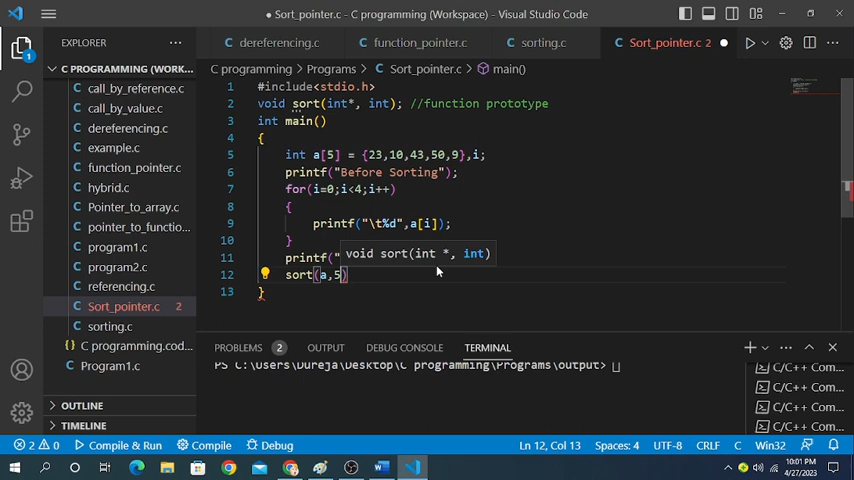 Sort_pointer.c - C programming (Workspace) - Visual Studio Code
EXPLORER
dereferencing.c
function_pointer.c
sorting.c
Sort_pointer.c 2
C PROGRAMMING (WORK...
C programming > Programs > Sort_pointer.c > main()
call_by_reference.c
call_by_value.c
dereferencing.c
example.c
function_pointer.c
hybrid.c
Pointer_to_array.c
pointer_to_functio...
program1.c
program2.c
referencing.c
Sort_pointer.c 2
sorting.c
C programming.cod...
Program1.c
OUTLINE
TIMELINE
1 #include<stdio.h>
2 void sort(int*, int); //function prototype
3 int main()
4 {
5 int a[5] = {23,10,43,50,9},i;
6 printf("Before Sorting");
7 for(i=0;i<4;i++)
8 {
9 printf("\t%d",a[i]);
10 }
11 printf("
void sort(int *, int)
12 sort(a,5)
13 }
PROBLEMS 2 OUTPUT DEBUG CONSOLE TERMINAL
PS C:\Users\Dureja\Desktop\C programming\Programs\output>
C/C++ Com...
C/C++ Com...
C/C++ Com...
C/C++ Com...
1
2 0 Compile & Run Compile Debug Ln 12, Col 13 Spaces: 4 UTF-8 CRLF C Win32
10:01 PM
4/27/2023